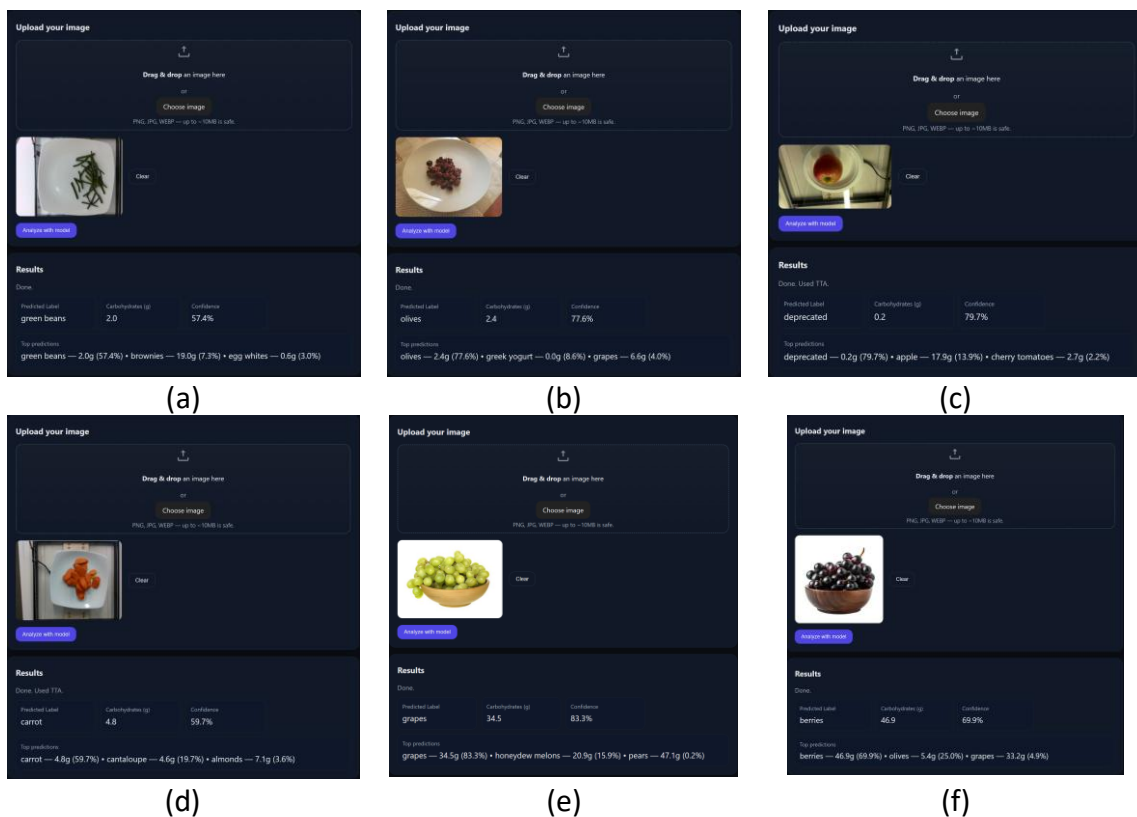 Upload your image
Drag & drop an image here
or
Choose image
PNG, JPG, WEBP — up to ~10MB is safe.
Clear
Analyze with model
Results
Done.
Predicted Label Carbohydrates (g) Confidence
green beans 2.0 57.4%
Top predictions
green beans — 2.0g (57.4%) • brownies — 19.0g (7.3%) • egg whites — 0.6g (3.0%)
(a)
Upload your image
Drag & drop an image here
or
Choose image
PNG, JPG, WEBP — up to ~10MB is safe.
Clear
Analyze with model
Results
Done.
Predicted Label Carbohydrates (g) Confidence
olives 2.4 77.6%
Top predictions
olives — 2.4g (77.6%) • greek yogurt — 0.0g (8.6%) • grapes — 6.6g (4.0%)
(b)
Upload your image
Drag & drop an image here
or
Choose image
PNG, JPG, WEBP — up to ~10MB is safe.
Clear
Analyze with model
Results
Done. Used TTA.
Predicted Label Carbohydrates (g) Confidence
deprecated 0.2 79.7%
Top predictions
deprecated — 0.2g (79.7%) • apple — 17.9g (13.9%) • cherry tomatoes — 2.7g (2.2%)
(c)
Upload your image
Drag & drop an image here
or
Choose image
PNG, JPG, WEBP — up to ~10MB is safe.
Clear
Analyze with model
Results
Done. Used TTA.
Predicted Label Carbohydrates (g) Confidence
carrot 4.8 59.7%
Top predictions
carrot — 4.8g (59.7%) • cantaloupe — 4.6g (19.7%) • almonds — 7.1g (3.6%)
(d)
Upload your image
Drag & drop an image here
or
Choose image
PNG, JPG, WEBP — up to ~10MB is safe.
Clear
Analyze with model
Results
Done.
Predicted Label Carbohydrates (g) Confidence
grapes 34.5 83.3%
Top predictions
grapes — 34.5g (83.3%) • honeydew melons — 20.9g (15.9%) • pears — 47.1g (0.2%)
(e)
Upload your image
Drag & drop an image here
or
Choose image
PNG, JPG, WEBP — up to ~10MB is safe.
Clear
Analyze with model
Results
Done.
Predicted Label Carbohydrates (g) Confidence
berries 46.9 69.9%
Top predictions
berries — 46.9g (69.9%) • olives — 5.4g (25.0%) • grapes — 33.2g (4.9%)
(f)